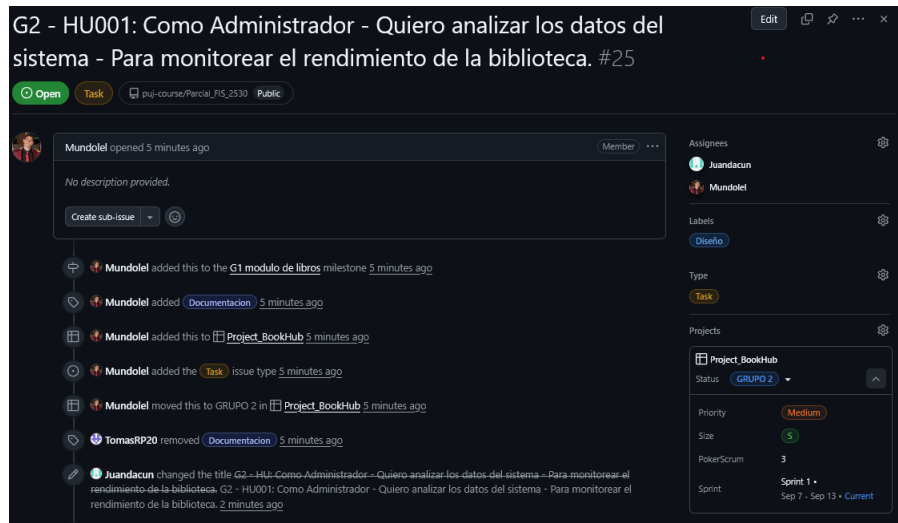 G2 - HU001: Como Administrador - Quiero analizar los datos del
sistema - Para monitorear el rendimiento de la biblioteca. #25
Edit
Open
Task
puj-course/Parcial_FIS_2530
Public
Mundolel opened 5 minutes ago
Member
No description provided.
Create sub-issue
Mundolel added this to the G1 modulo de libros milestone 5 minutes ago
Mundolel added Documentacion 5 minutes ago
Mundolel added this to Project_BookHub 5 minutes ago
Mundolel added the Task issue type 5 minutes ago
Mundolel moved this to GRUPO 2 in Project_BookHub 5 minutes ago
TomasRP20 removed Documentacion 5 minutes ago
Juandacun changed the title G2 - HU: Como Administrador - Quiero analizar los datos del sistema - Para monitorear el
rendimiento de la biblioteca. G2 - HU001: Como Administrador - Quiero analizar los datos del sistema - Para monitorear el
rendimiento de la biblioteca. 2 minutes ago
Assignees
Juandacun
Mundolel
Labels
Diseño
Type
Task
Projects
Project_BookHub
Status GRUPO 2
Priority Medium
Size S
PokerScrum 3
Sprint Sprint 1 •
Sep 7 - Sep 13 • Current